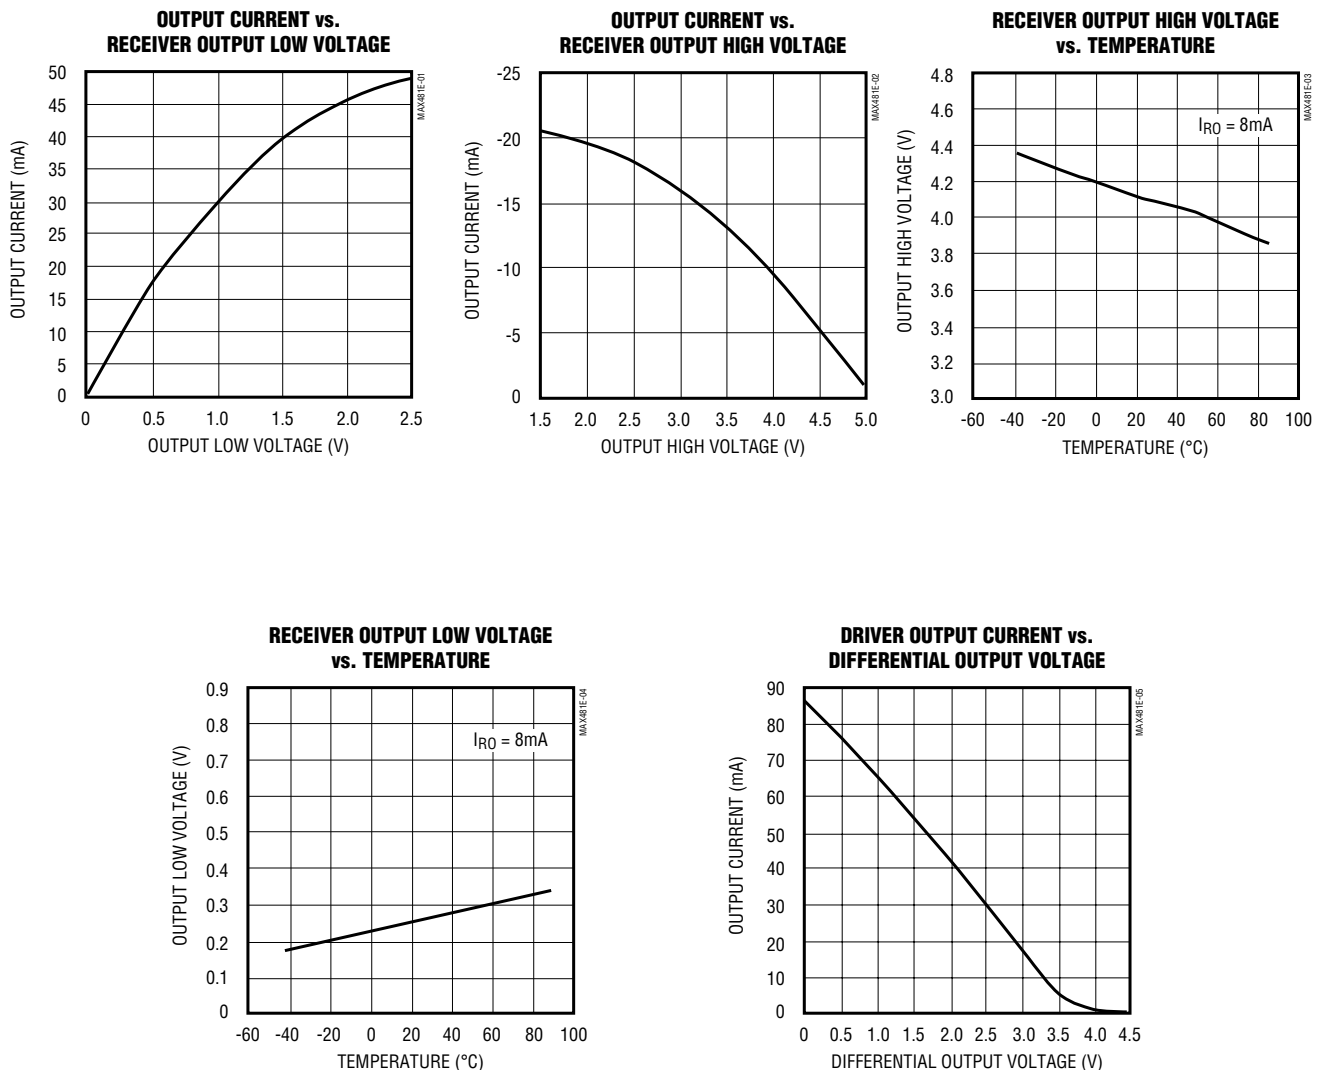 OUTPUT CURRENT vs.
RECEIVER OUTPUT LOW VOLTAGE
50
45
40
35
30
25
20
15
10
5
0
OUTPUT CURRENT (mA)
0 0.5 1.0 1.5 2.0 2.5
OUTPUT LOW VOLTAGE (V)
MAX481E-01
OUTPUT CURRENT vs.
RECEIVER OUTPUT HIGH VOLTAGE
-25
-20
-15
-10
-5
0
OUTPUT CURRENT (mA)
1.5 2.0 2.5 3.0 3.5 4.0 4.5 5.0
OUTPUT HIGH VOLTAGE (V)
MAX481E-02
RECEIVER OUTPUT HIGH VOLTAGE
vs. TEMPERATURE
4.8
4.6
4.4
4.2
4.0
3.8
3.6
3.4
3.2
3.0
OUTPUT HIGH VOLTAGE (V)
IRO = 8mA
-60 -40 -20 0 20 40 60 80 100
TEMPERATURE (°C)
MAX481E-03
RECEIVER OUTPUT LOW VOLTAGE
vs. TEMPERATURE
0.9
0.8
0.7
0.6
0.5
0.4
0.3
0.2
0.1
0
OUTPUT LOW VOLTAGE (V)
IRO = 8mA
-60 -40 -20 0 20 40 60 80 100
TEMPERATURE (°C)
MAX481E-04
DRIVER OUTPUT CURRENT vs.
DIFFERENTIAL OUTPUT VOLTAGE
90
80
70
60
50
40
30
20
10
0
OUTPUT CURRENT (mA)
0 0.5 1.0 1.5 2.0 2.5 3.0 3.5 4.0 4.5
DIFFERENTIAL OUTPUT VOLTAGE (V)
MAX481E-05